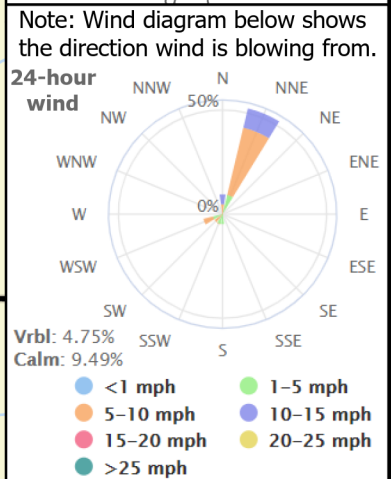 Note: Wind diagram below shows
the direction wind is blowing from.
24-hour
wind
N
NNW
NNE
50%
NW
NE
WNW
ENE
0%
W
E
WSW
ESE
SW
SE
Vrbl: 4.75%
SSW
S
SSE
Calm: 9.49%
<1 mph
1–5 mph
5–10 mph
10–15 mph
15–20 mph
20–25 mph
>25 mph